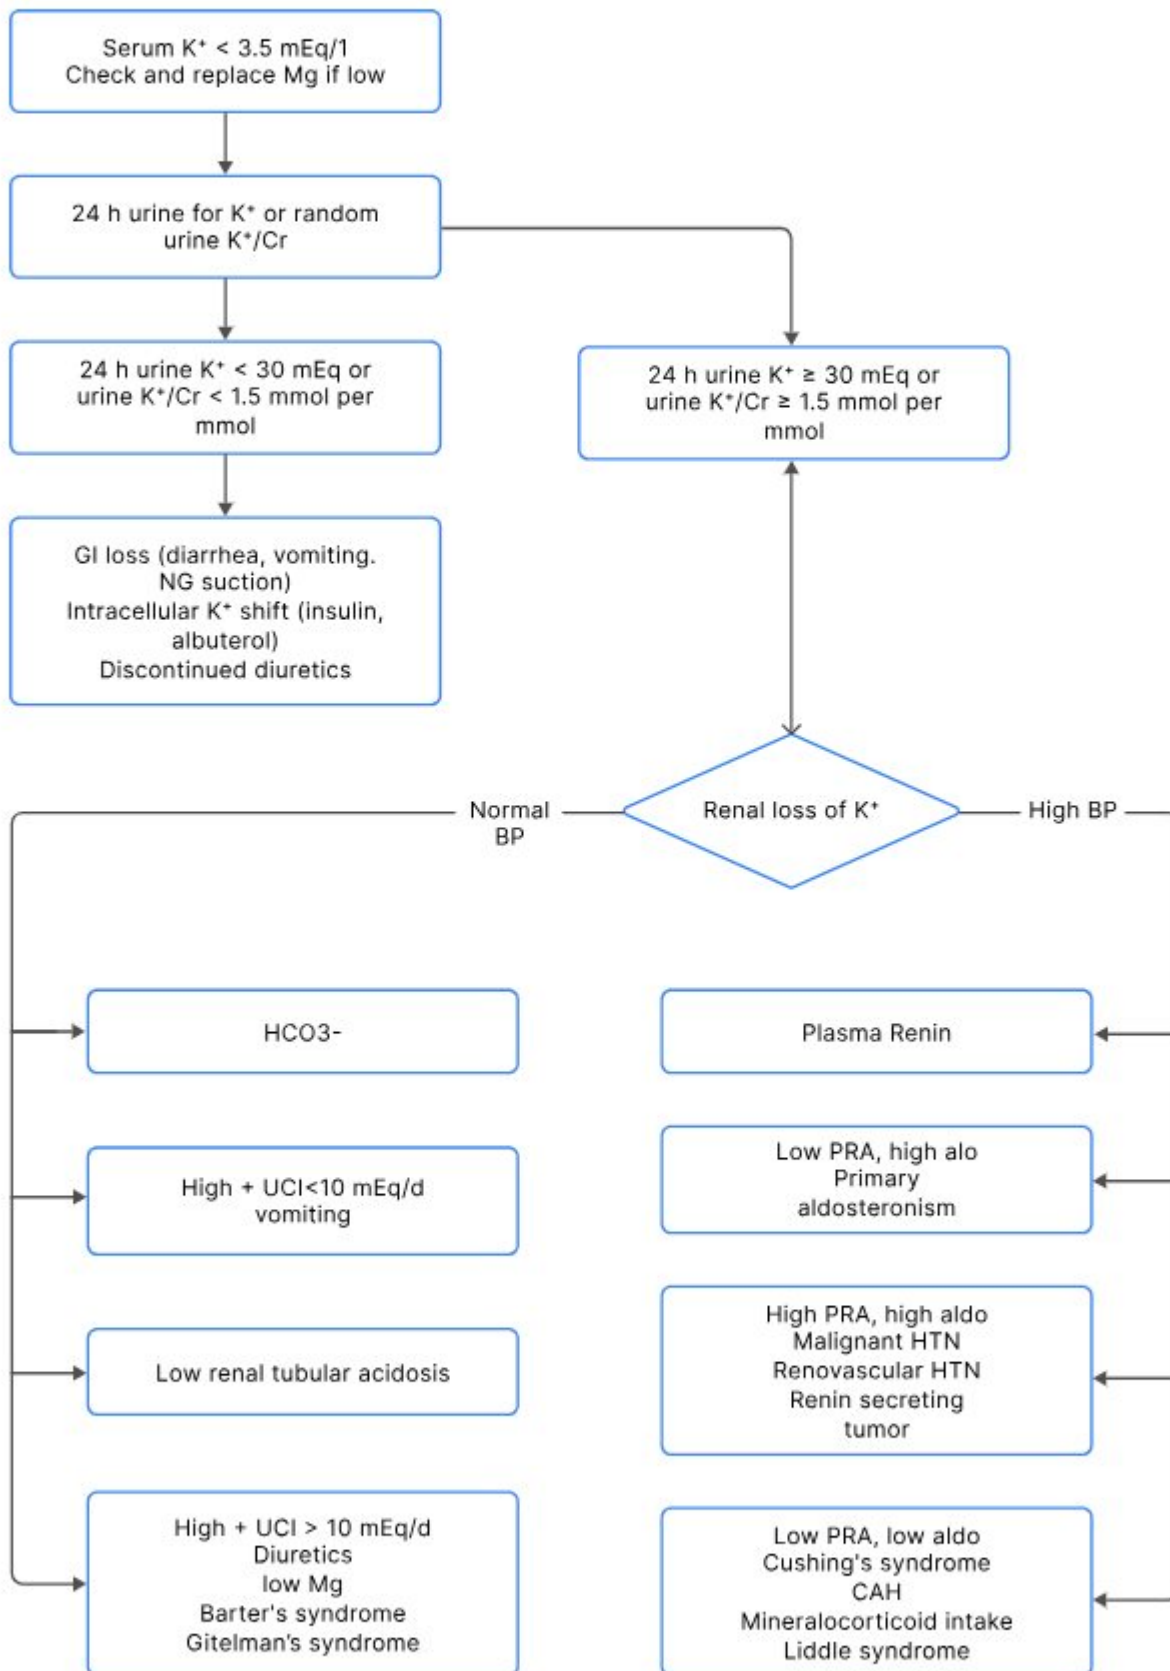 Serum K⁺ < 3.5 mEq/1
Check and replace Mg if low
24 h urine for K⁺ or random
urine K⁺/Cr
24 h urine K⁺ < 30 mEq or
urine K⁺/Cr < 1.5 mmol per
mmol
24 h urine K⁺ ≥ 30 mEq or
urine K⁺/Cr ≥ 1.5 mmol per
mmol
GI loss (diarrhea, vomiting.
NG suction)
Intracellular K⁺ shift (insulin,
albuterol)
Discontinued diuretics
Normal
BP
Renal loss of K⁺
High BP
HCO3-
Plasma Renin
High + UCI<10 mEq/d
vomiting
Low PRA, high alo
Primary
aldosteronism
Low renal tubular acidosis
High PRA, high aldo
Malignant HTN
Renovascular HTN
Renin secreting
tumor
High + UCI > 10 mEq/d
Diuretics
low Mg
Barter's syndrome
Gitelman's syndrome
Low PRA, low aldo
Cushing's syndrome
CAH
Mineralocorticoid intake
Liddle syndrome